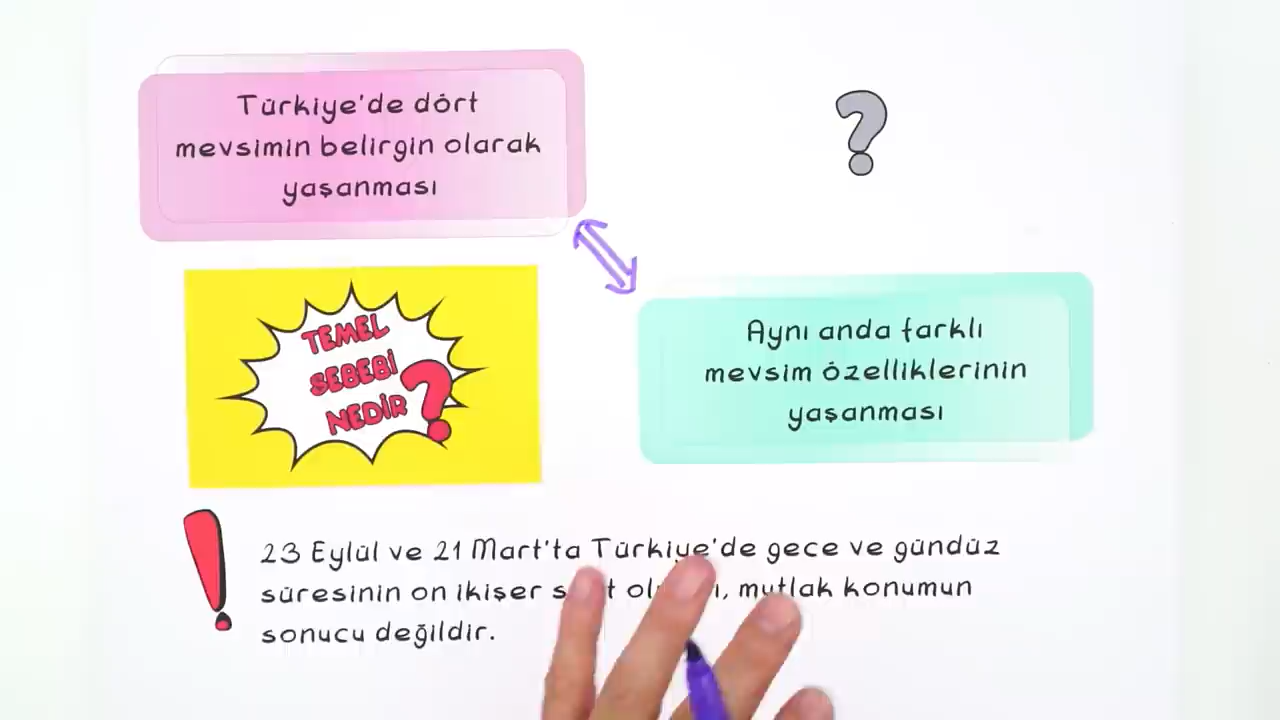 Türkiye'de dört
mevsimin belirgin olarak
yaşanması
?
TEMEL
SEBEBİ
NEDİR?
Aynı anda farklı
mevsim özelliklerinin
yaşanması
!
23 Eylül ve 21 Mart'ta Türkiye'de gece ve gündüz
süresinin on ikişer mutlak konumun
sonucu değildir.